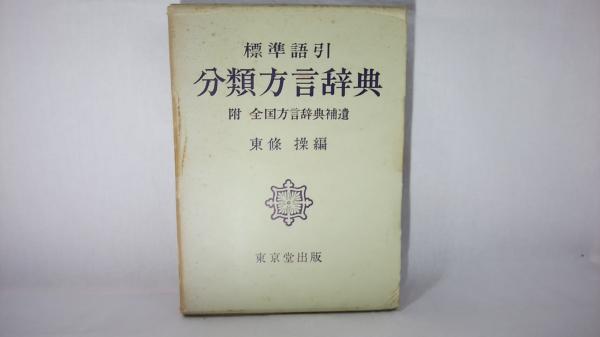 標準語引
分類方言辞典
附 全国方言辞典補遺
東條 操編
東京堂出版